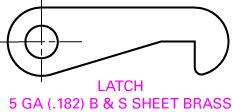 LATCH
5 GA (.182) B & S SHEET BRASS